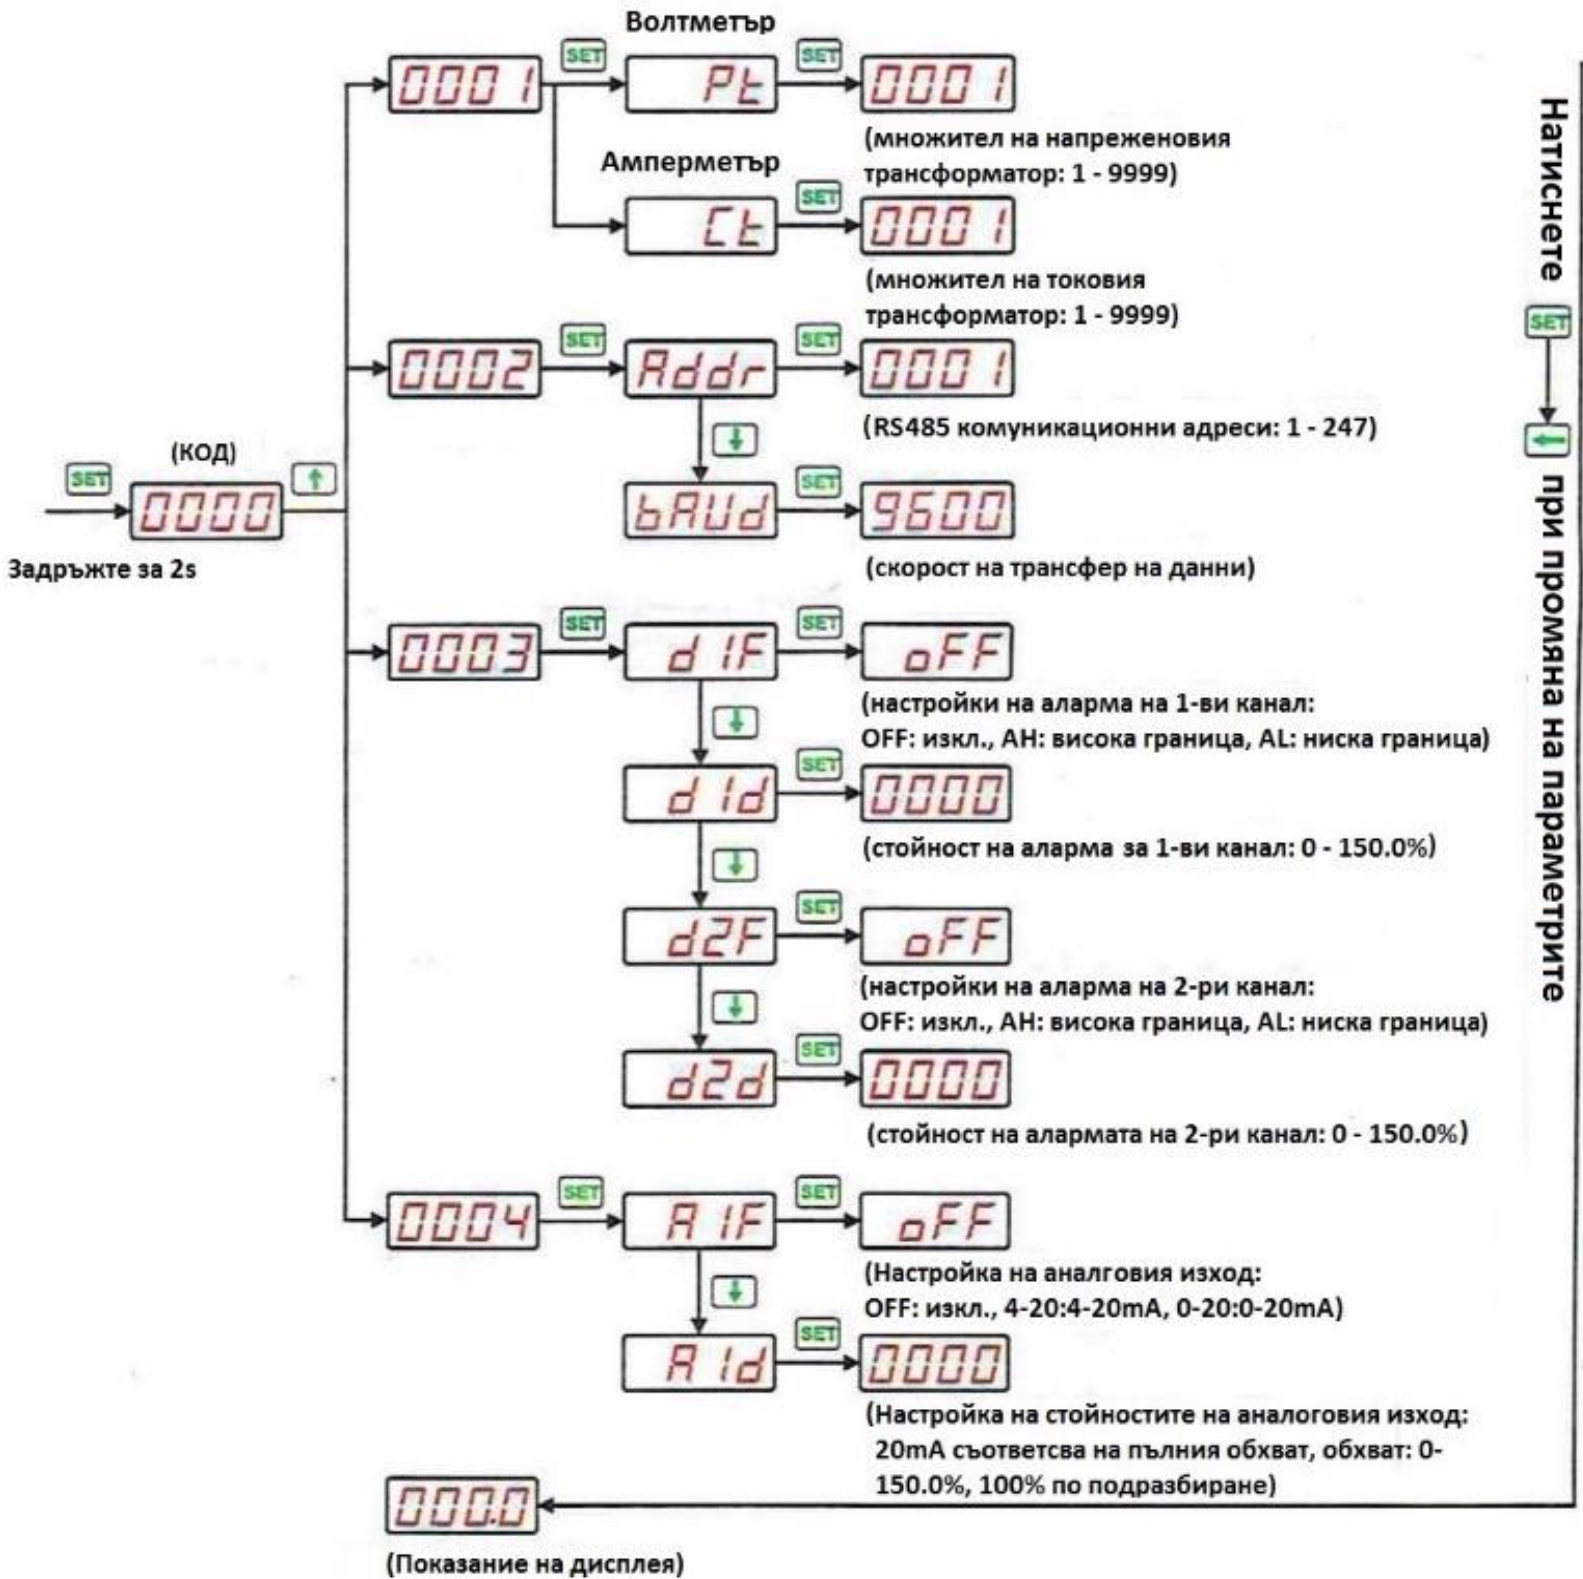 Волтметър
SET
SET
0001
Pt
0001
(множител на напреженовия
трансформатор: 1 - 9999)
Амперметър
SET
Ct
0001
(множител на токовия
трансформатор: 1 - 9999)
SET
SET
0002
Addr
0001
(RS485 комуникационни адреси: 1 - 247)
(КОД)
SET
0000
SET
bAUd
9600
Задръжте за 2s
(скорост на трансфер на данни)
SET
SET
0003
d1F
oFF
(настройки на аларма на 1-ви канал:
OFF: изкл., AH: висока граница, AL: ниска граница)
SET
d1d
0000
(стойност на аларма за 1-ви канал: 0 - 150.0%)
SET
d2F
oFF
(настройки на аларма на 2-ри канал:
OFF: изкл., AH: висока граница, AL: ниска граница)
SET
d2d
0000
(стойност на алармата на 2-ри канал: 0 - 150.0%)
SET
SET
0004
A1F
oFF
(Настройка на аналговия изход:
OFF: изкл., 4-20:4-20mA, 0-20:0-20mA)
SET
A1d
0000
(Настройка на стойностите на аналоговия изход:
20mA съответсва на пълния обхват, обхват: 0-
150.0%, 100% по подразбиране)
000.0
(Показание на дисплея)
Натиснете
SET
при промяна на параметрите